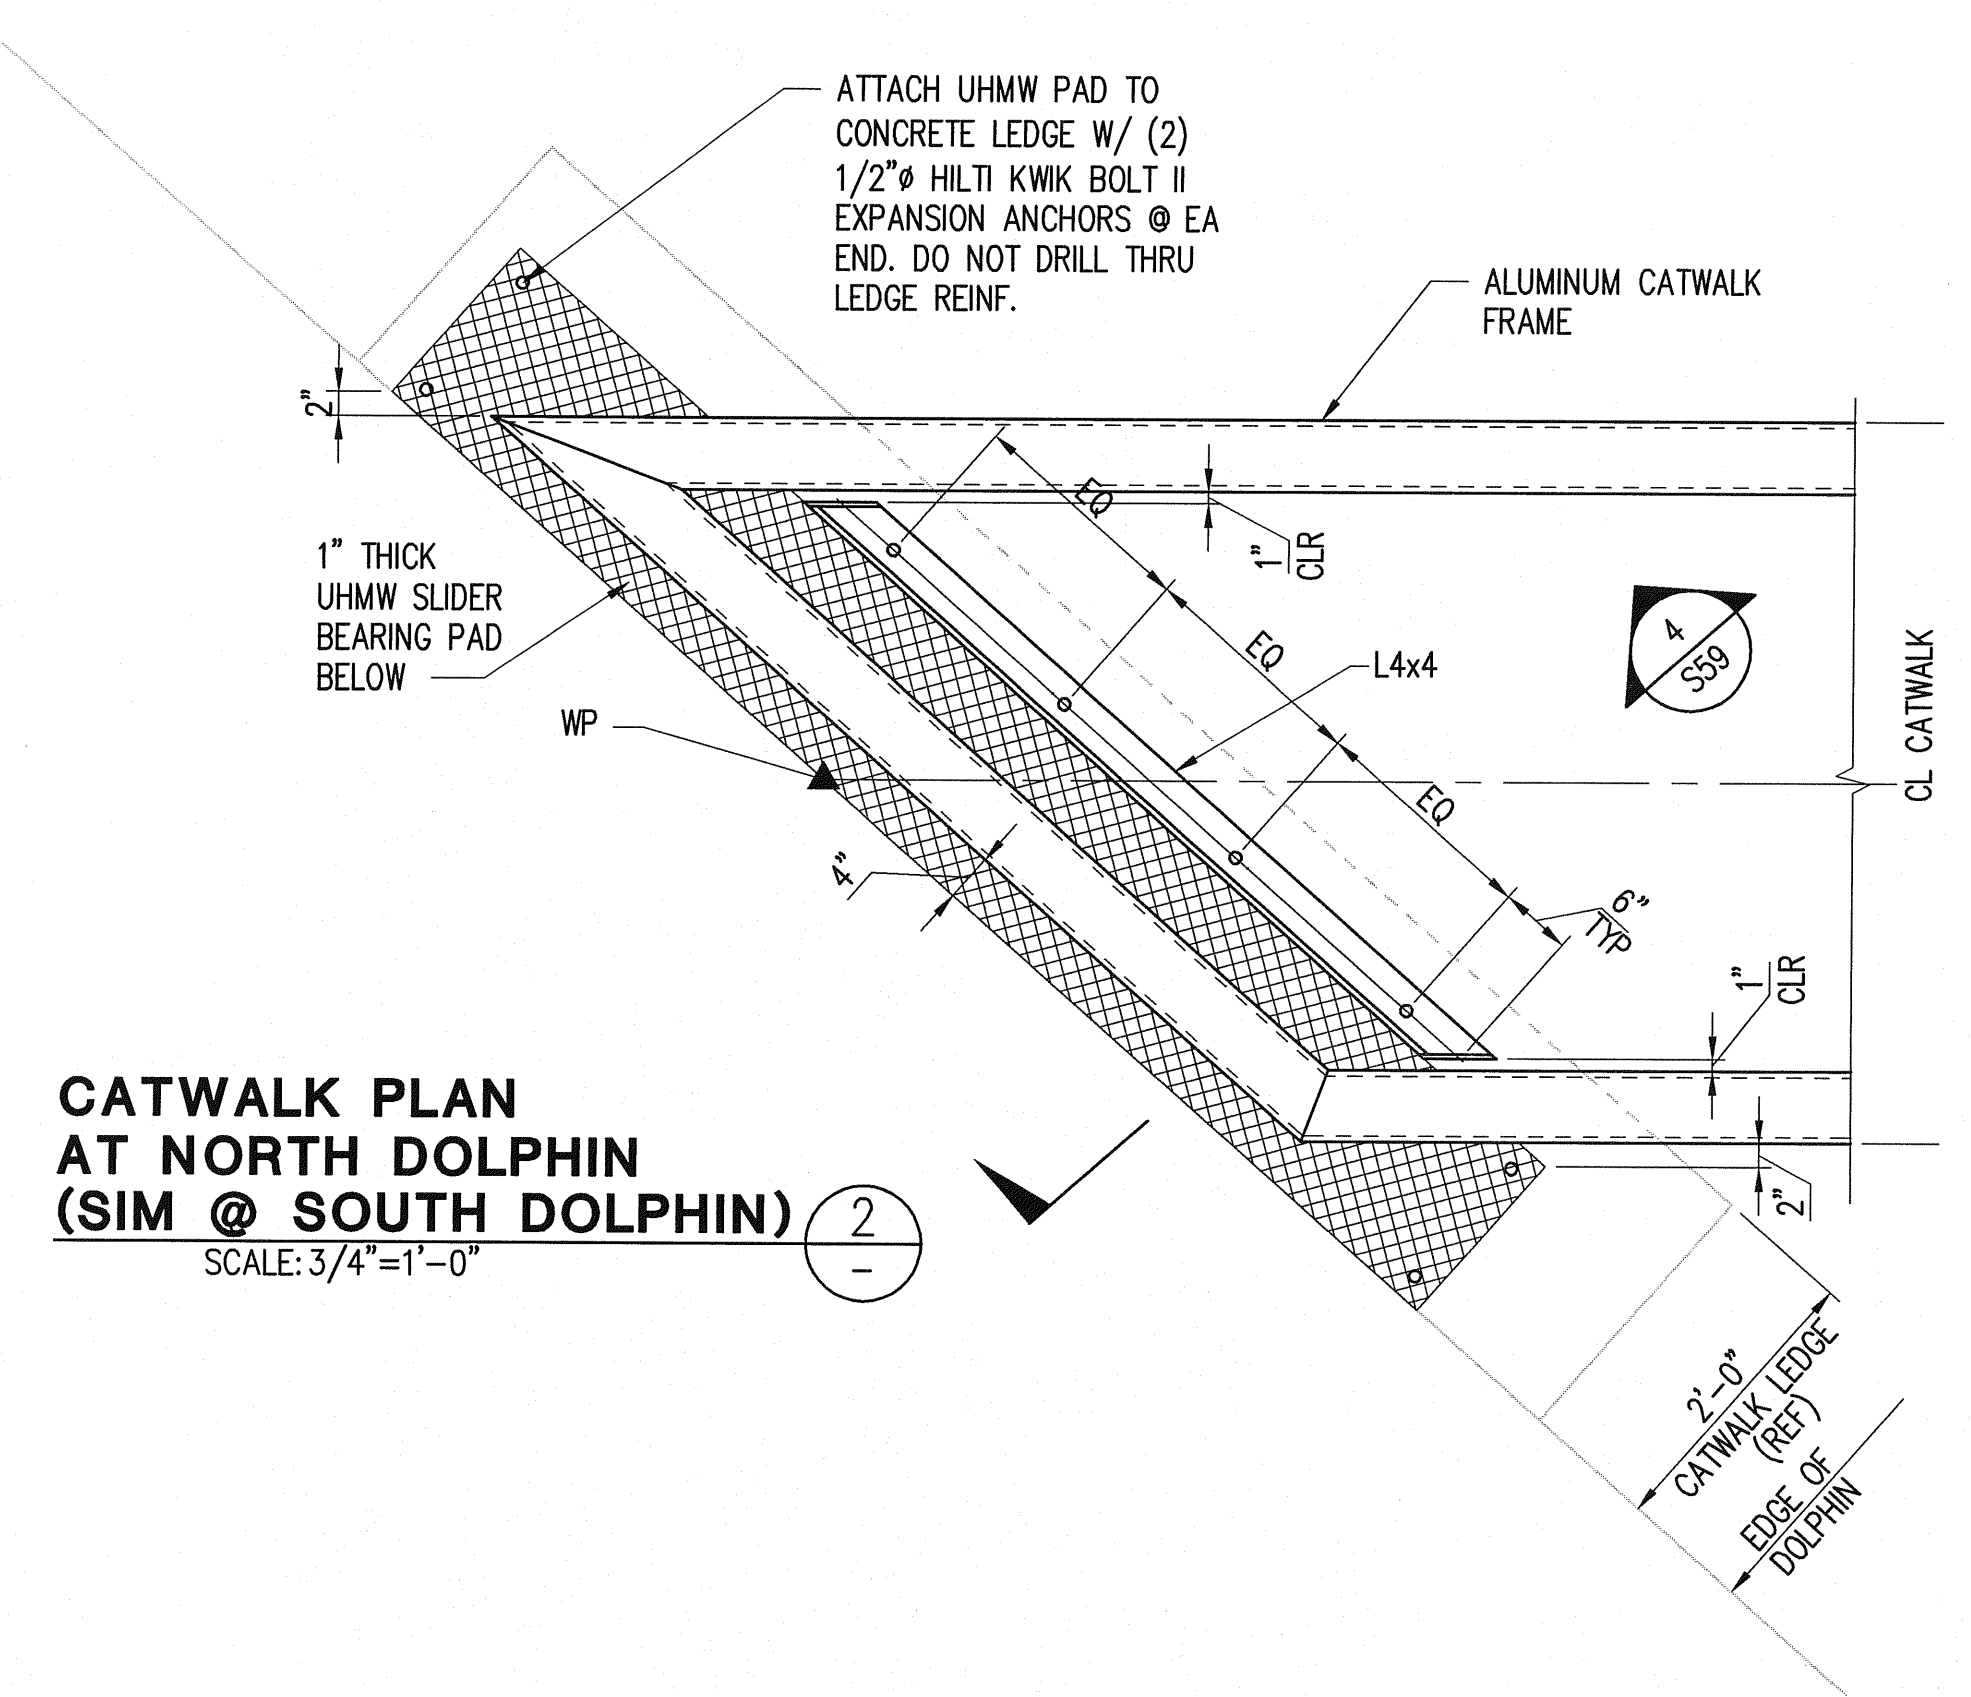 ATTACH UHMW PAD TO
CONCRETE LEDGE W/ (2)
1/2"ø HILTI KWIK BOLT II
EXPANSION ANCHORS @ EA
END. DO NOT DRILL THRU
LEDGE REINF.
ALUMINUM CATWALK
FRAME
2"
EQ
1"
CLR
1" THICK
UHMW SLIDER
BEARING PAD
BELOW
EQ
L4x4
4
S59
CL CATWALK
WP
EQ
4"
6"
TYP
1"
CLR
2"
CATWALK PLAN
AT NORTH DOLPHIN
(SIM @ SOUTH DOLPHIN)
SCALE: 3/4"=1'-0"
2
-
2'-0"
CATWALK LEDGE
(REF)
EDGE OF
DOLPHIN